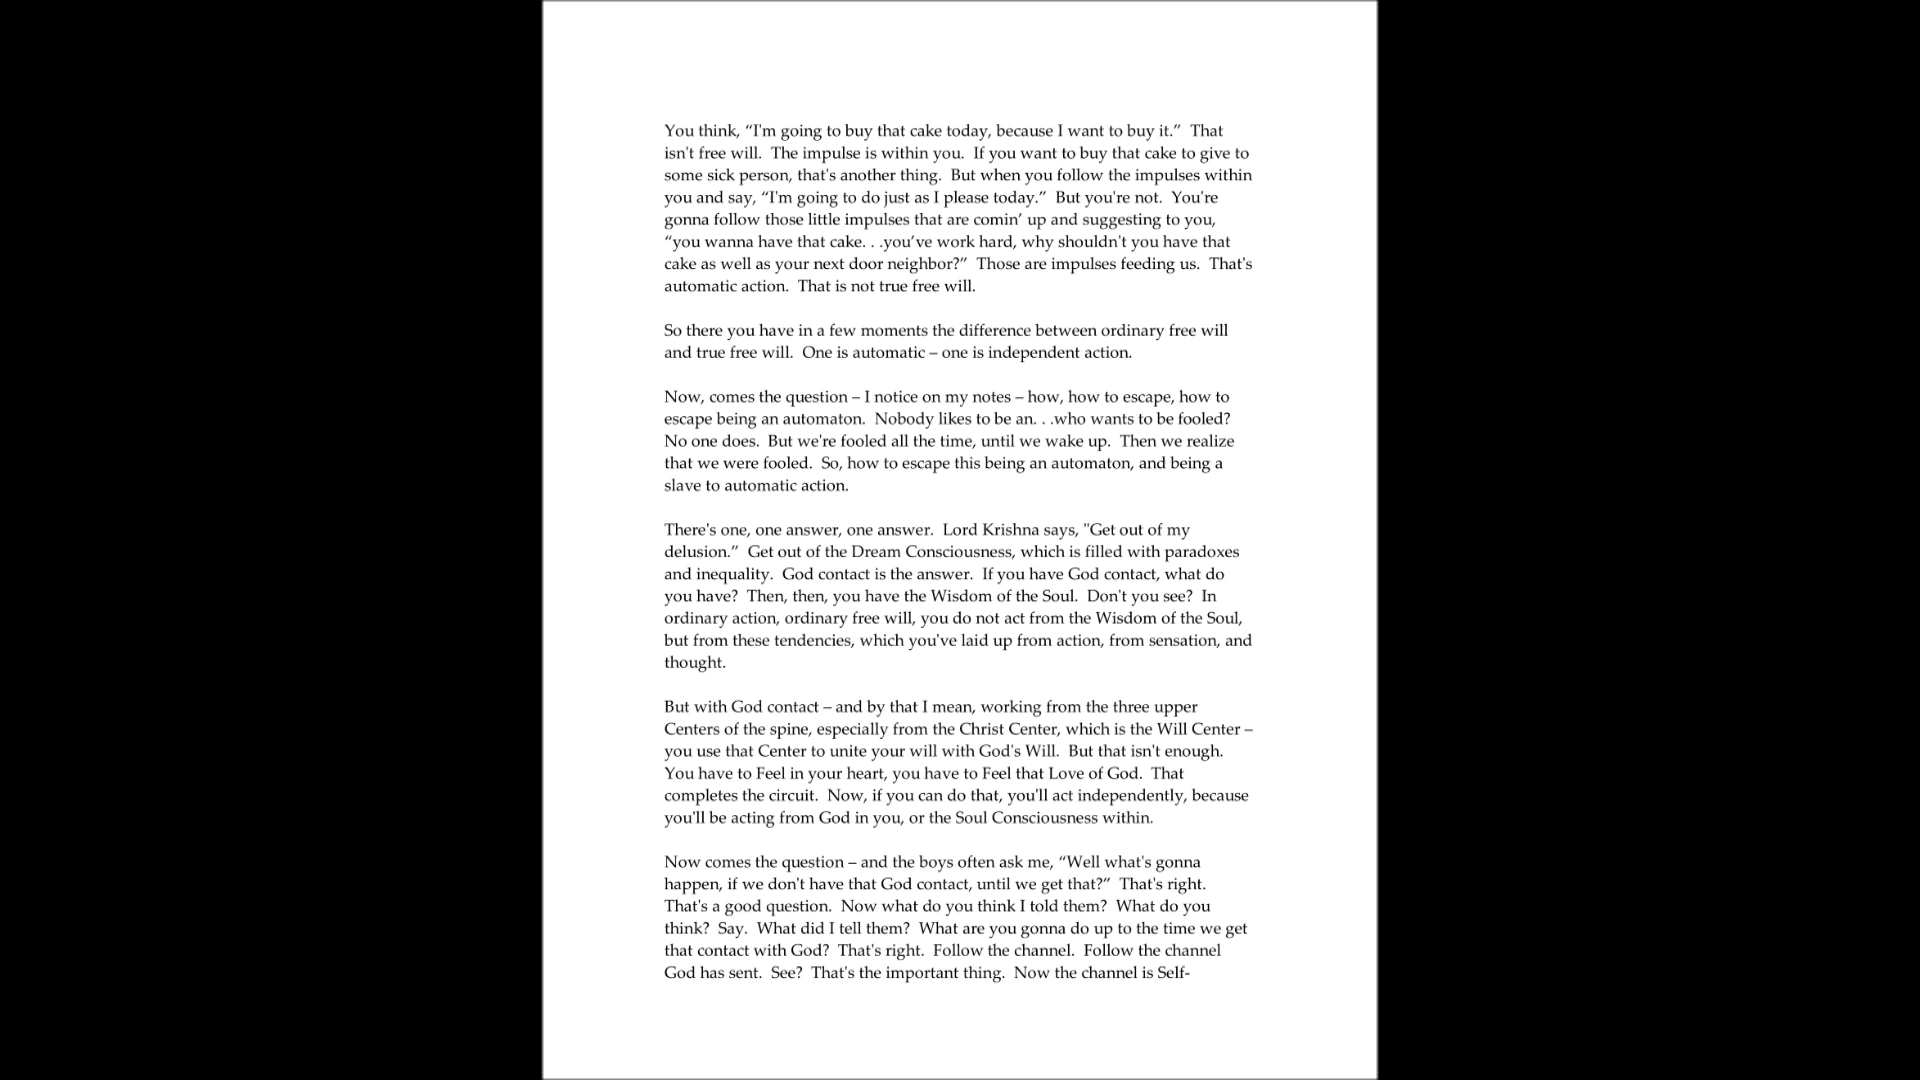 You think, “I'm going to buy that cake today, because I want to buy it.”  That
isn't free will.  The impulse is within you.  If you want to buy that cake to give to
some sick person, that's another thing.  But when you follow the impulses within
you and say, “I'm going to do just as I please today.”  But you're not.  You're
gonna follow those little impulses that are comin’ up and suggesting to you,
“you wanna have that cake. . .you’ve work hard, why shouldn't you have that
cake as well as your next door neighbor?”  Those are impulses feeding us.  That's
automatic action.  That is not true free will.

So there you have in a few moments the difference between ordinary free will
and true free will.  One is automatic – one is independent action.

Now, comes the question – I notice on my notes – how, how to escape, how to
escape being an automaton.  Nobody likes to be an. . .who wants to be fooled?
No one does.  But we're fooled all the time, until we wake up.  Then we realize
that we were fooled.  So, how to escape this being an automaton, and being a
slave to automatic action.

There's one, one answer, one answer.  Lord Krishna says, "Get out of my
delusion.”  Get out of the Dream Consciousness, which is filled with paradoxes
and inequality.  God contact is the answer.  If you have God contact, what do
you have?  Then, then, you have the Wisdom of the Soul.  Don't you see?  In
ordinary action, ordinary free will, you do not act from the Wisdom of the Soul,
but from these tendencies, which you've laid up from action, from sensation, and
thought.

But with God contact – and by that I mean, working from the three upper
Centers of the spine, especially from the Christ Center, which is the Will Center –
you use that Center to unite your will with God's Will.  But that isn't enough.
You have to Feel in your heart, you have to Feel that Love of God.  That
completes the circuit.  Now, if you can do that, you'll act independently, because
you'll be acting from God in you, or the Soul Consciousness within.

Now comes the question – and the boys often ask me, “Well what's gonna
happen, if we don't have that God contact, until we get that?”  That's right.
That's a good question.  Now what do you think I told them?  What do you
think?  Say.  What did I tell them?  What are you gonna do up to the time we get
that contact with God?  That's right.  Follow the channel.  Follow the channel
God has sent.  See?  That's the important thing.  Now the channel is Self-